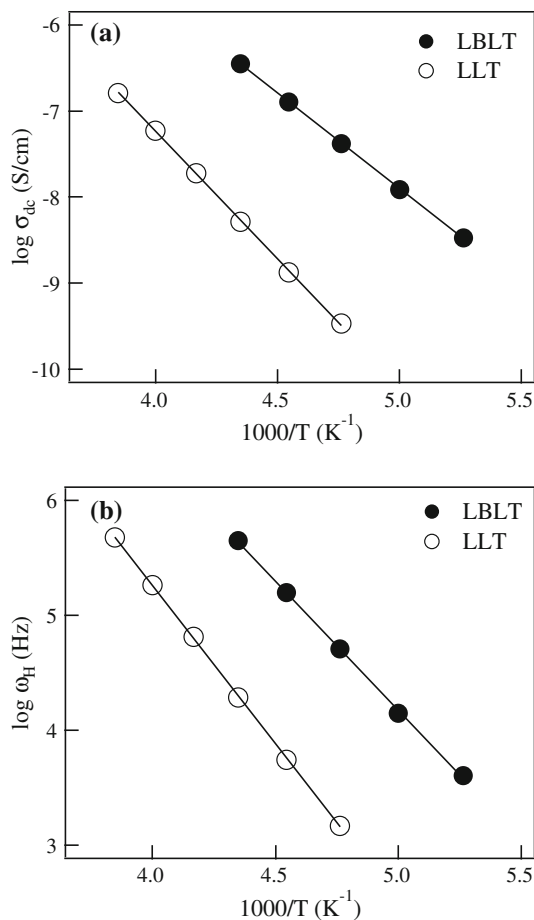 (a)
LBLT
LLT
-6
-7
-8
-9
-10
log σdc (S/cm)
4.0 4.5 5.0 5.5
1000/T (K-1)
(b)
LBLT
LLT
6
5
4
3
log ωH (Hz)
4.0 4.5 5.0 5.5
1000/T (K-1)